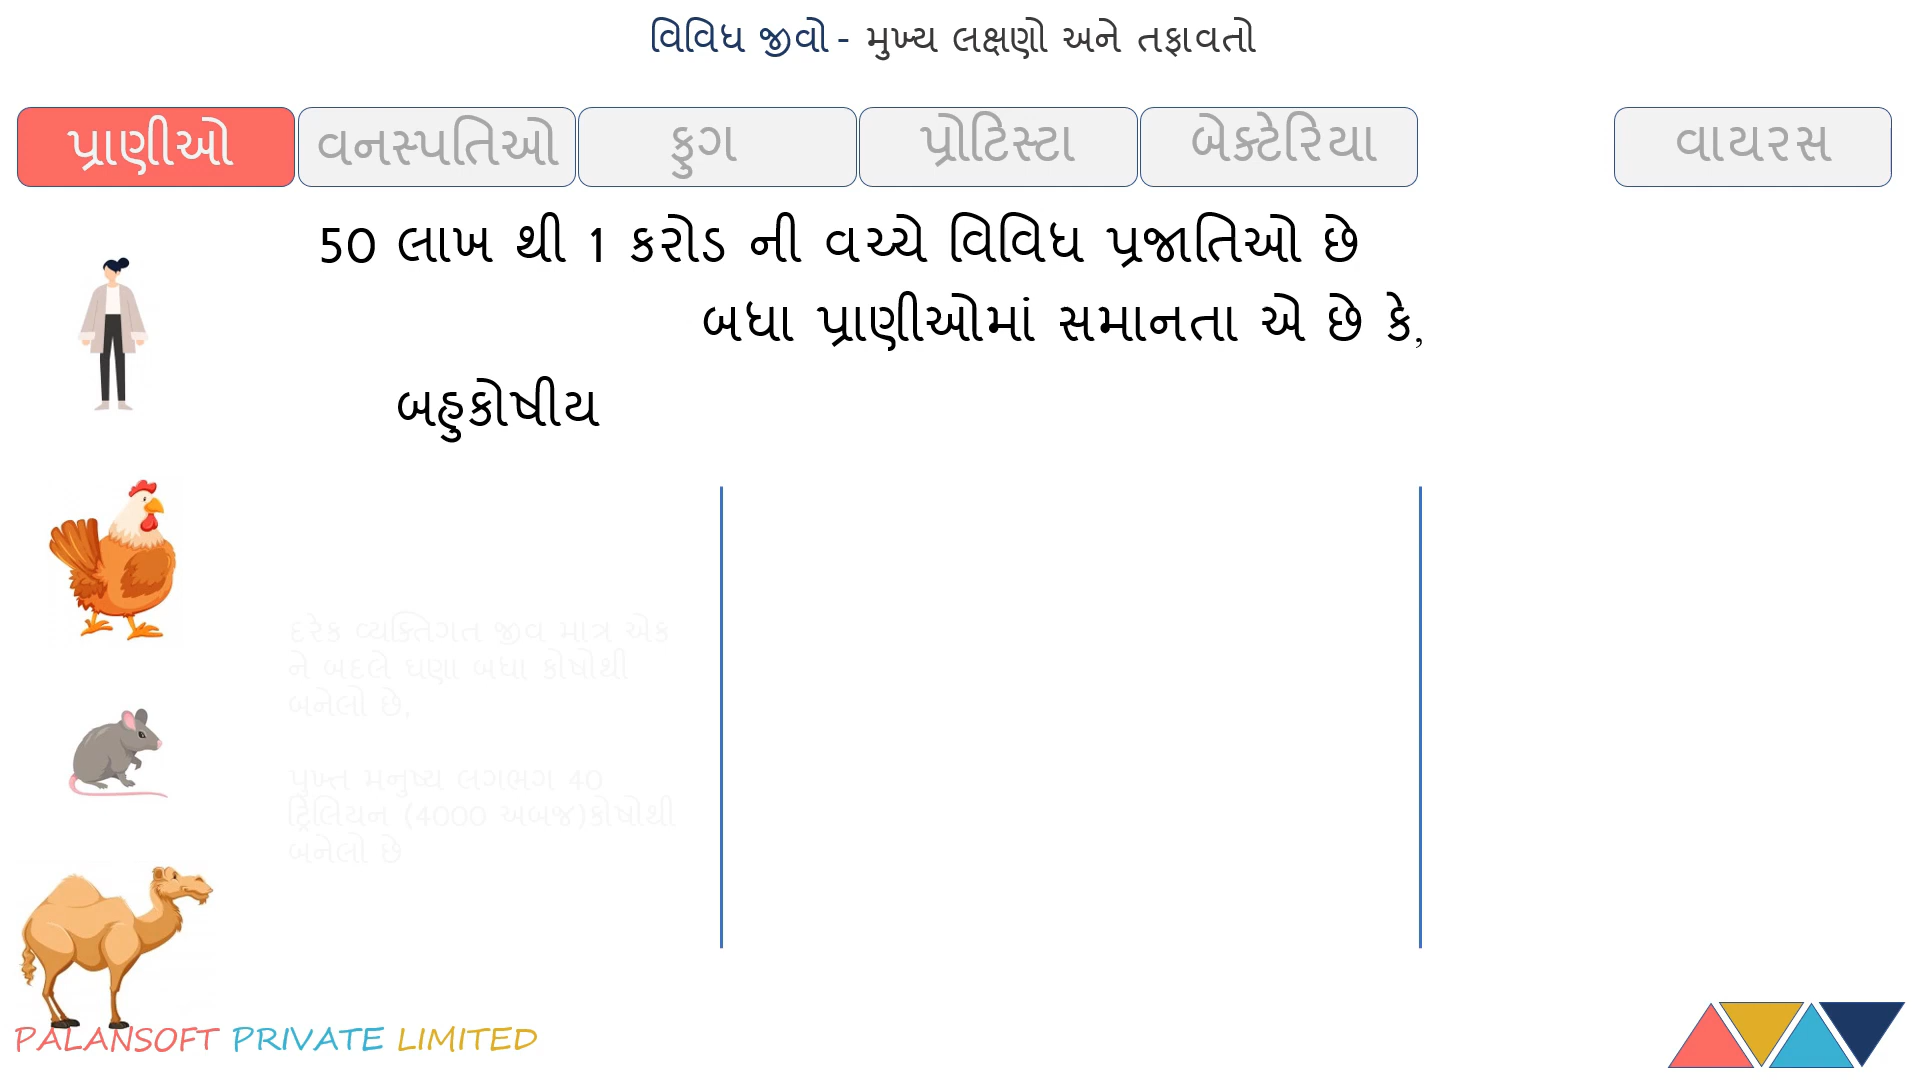 વિવિધ જીવો - મુખ્ય લક્ષણો અને તફાવતો
પ્રાણીઓ વનસ્પતિઓ ફુગ પ્રોટિસ્ટા બેક્ટેરિયા વાયરસ
50 લાખ થી 1 કરોડ ની વચ્ચે વિવિધ પ્રજાતિઓ છે
બધા પ્રાણીઓમાં સમાનતા એ છે કે,
બહુકોષીય
દરેક વ્યક્તિગત જીવ માત્ર એક
ને બદલે ઘણા બધા કોષોથી
બનેલો છે,
પુખ્ત મનુષ્ય લગભગ 40
ટ્રિલિયન (4000 અબજ)કોષોથી
બનેલો છે
PALANSOFT PRIVATE LIMITED